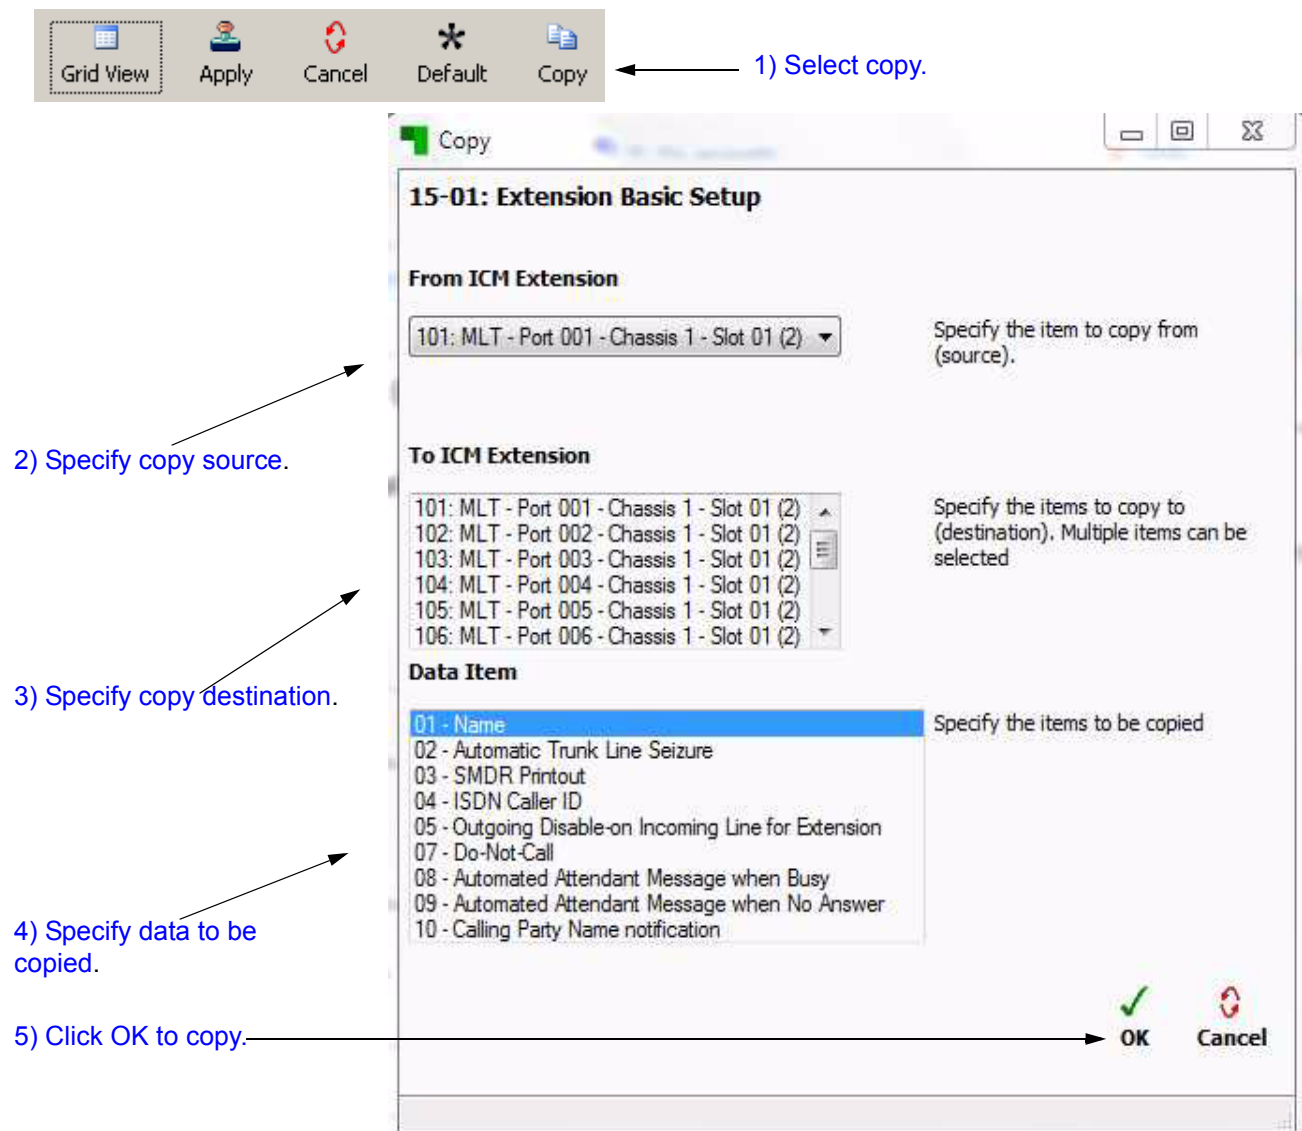 Grid View
Apply
Cancel
Default
Copy
1) Select copy.
Copy
15-01: Extension Basic Setup
From ICM Extension
101: MLT - Port 001 - Chassis 1 - Slot 01 (2)
Specify the item to copy from
(source).
2) Specify copy source.
To ICM Extension
101: MLT - Port 001 - Chassis 1 - Slot 01 (2)
102: MLT - Port 002 - Chassis 1 - Slot 01 (2)
103: MLT - Port 003 - Chassis 1 - Slot 01 (2)
104: MLT - Port 004 - Chassis 1 - Slot 01 (2)
105: MLT - Port 005 - Chassis 1 - Slot 01 (2)
106: MLT - Port 006 - Chassis 1 - Slot 01 (2)
Specify the items to copy to
(destination). Multiple items can be
selected
3) Specify copy destination.
Data Item
01 - Name
02 - Automatic Trunk Line Seizure
03 - SMDR Printout
04 - ISDN Caller ID
05 - Outgoing Disable-on Incoming Line for Extension
07 - Do-Not-Call
08 - Automated Attendant Message when Busy
09 - Automated Attendant Message when No Answer
10 - Calling Party Name notification
Specify the items to be copied
4) Specify data to be
copied.
5) Click OK to copy.
OK
Cancel